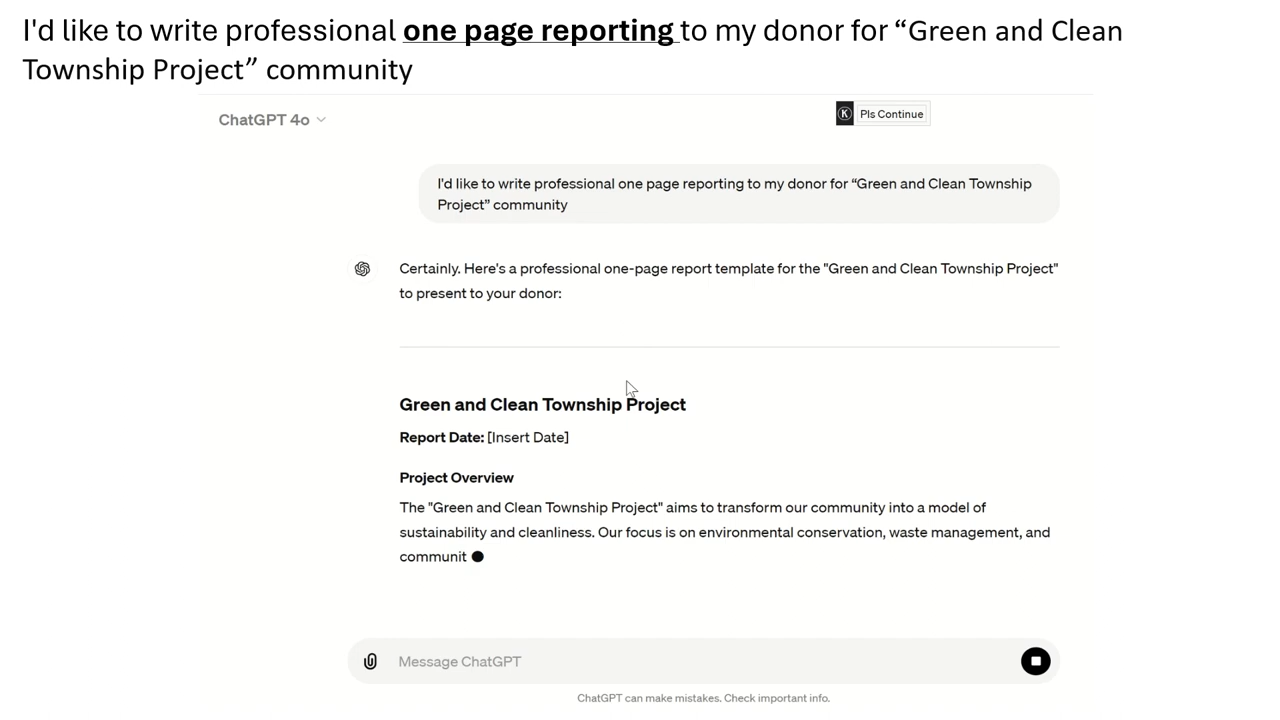 I'd like to write professional one page reporting to my donor for “Green and Clean
Township Project” community
ChatGPT 4o
K Pls Continue
I'd like to write professional one page reporting to my donor for “Green and Clean Township
Project” community
Certainly. Here's a professional one-page report template for the "Green and Clean Township Project"
to present to your donor:
Green and Clean Township Project
Report Date: [Insert Date]
Project Overview
The "Green and Clean Township Project" aims to transform our community into a model of
sustainability and cleanliness. Our focus is on environmental conservation, waste management, and
communit
Message ChatGPT
ChatGPT can make mistakes. Check important info.